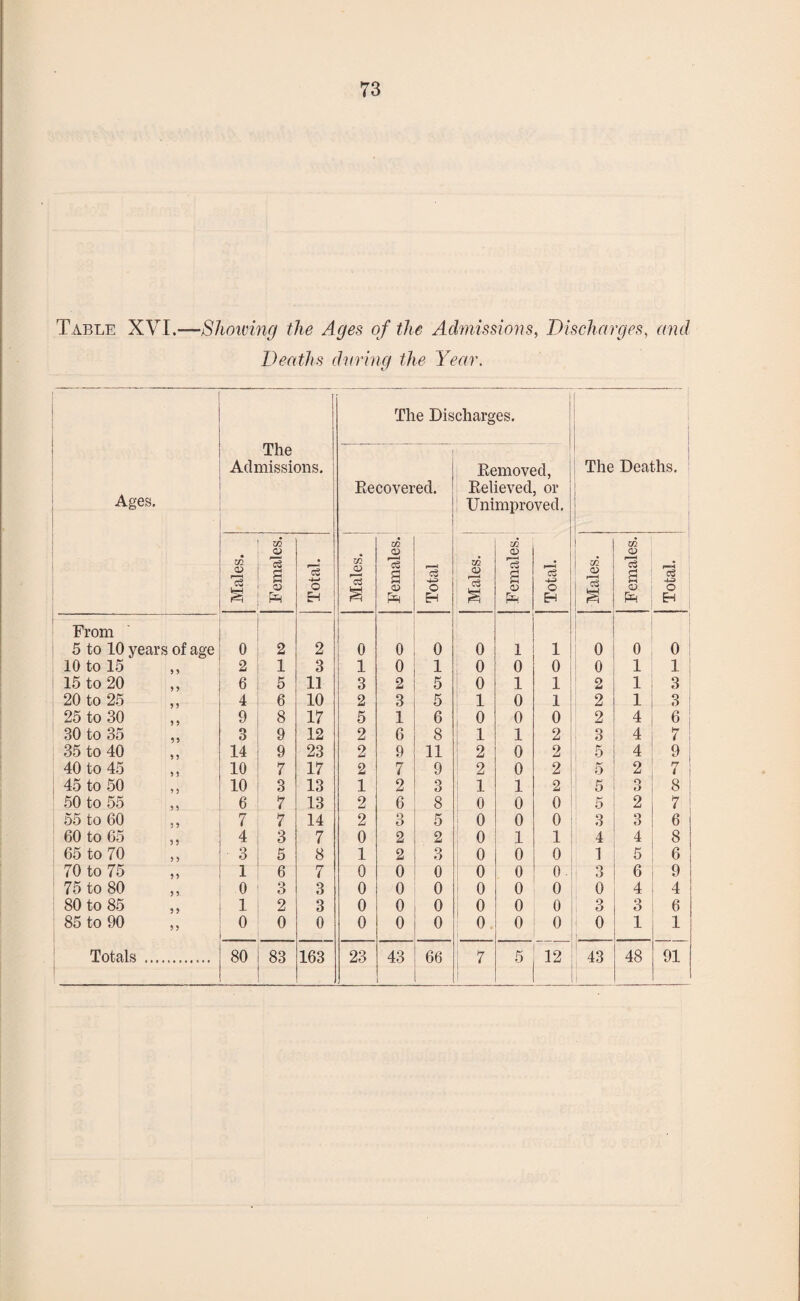 73
TABLE XVI.—Showing the Ages of the Admissions, Discharges, and
Deaths during the Year.
Ages. The Admissions. The Discharges. The Deaths.
Recovered. Removed, Relieved, or Unimproved.
Males. Females. Total. Males. Females. Total Males. Females. Total. Males. Females. Total.
From
5 to 10 years of age 0 2 2 0 0 0 0 1 1 0 0 0
10 to 15 ,, 2 1 3 1 0 1 0 0 0 0 1 1
15 to 20 ,, 6 5 11 3 2 5 0 1 1 2 1 3
20 to 25 ,, 4 6 10 2 3 5 1 0 1 2 1 3
25 to 30 ,, 9 8 17 5 1 6 0 0 0 2 4 6
30 to 35 ,, 3 9 12 2 6 8 1 1 2 3 4 7
35 to 40 ,, 14 9 23 2 9 11 2 0 2 5 4 9
40 to 45 ,, 10 7 17 2 7 9 2 0 2 5 2 7
45 to 50 ,, 10 3 13 1 2 3 1 1 2 5 3 8
50 to 55 ,, 6 7 13 2 6 8 0 0 0 5 2 7
55 to 60 ,, 7 7 14 2 3 5 0 0 0 3 3 6
60 to 65 ,, 4 3 7 0 2 2 0 1 1 4 4 8
65 to 70 ,, 3 5 8 1 2 3 0 0 0 1 5 6
70 to 75 ,, 1 6 7 0 0 0 0 0 0 3 6 9
75 to 80 ,, 0 3 3 0 0 0 0 0 0 0 4 4
80 to 85 ,, 1 2 3 0 0 0 0 0 0 3 3 6
85 to 90 ,, 0 0 0 0 0 0 0 0 0 0 1 1
Totals ............ 80 83 163 23 43 66 7 5 12 43 48 91